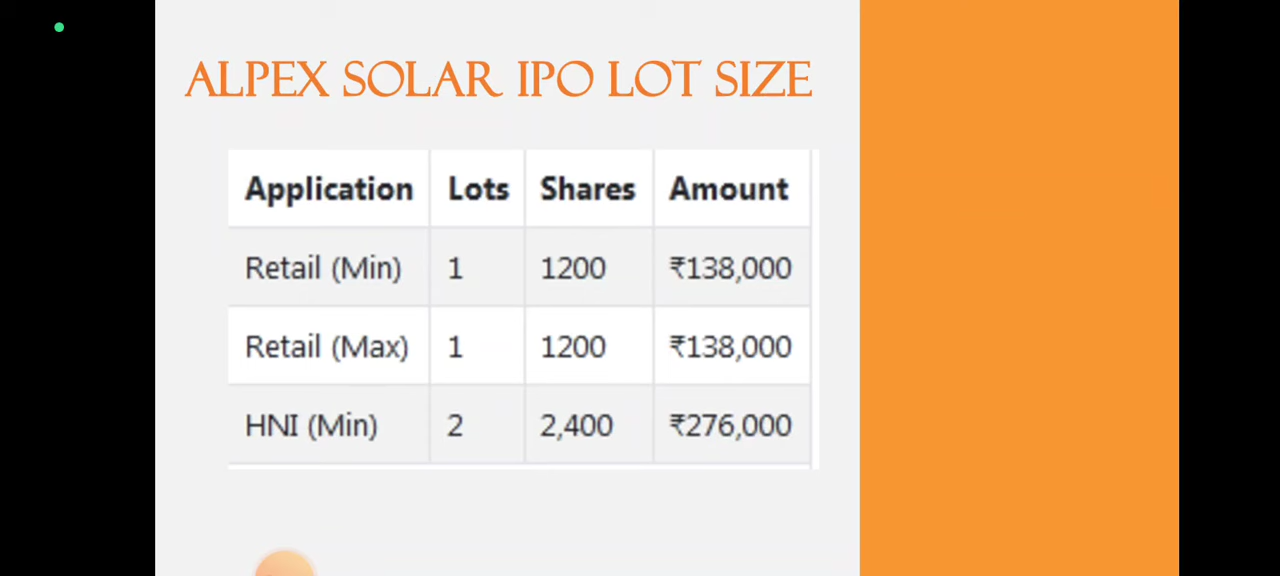 ALPEX SOLAR IPO LOT SIZE
Application Lots Shares Amount
Retail (Min) 1 1200 ₹138,000
Retail (Max) 1 1200 ₹138,000
HNI (Min) 2 2,400 ₹276,000